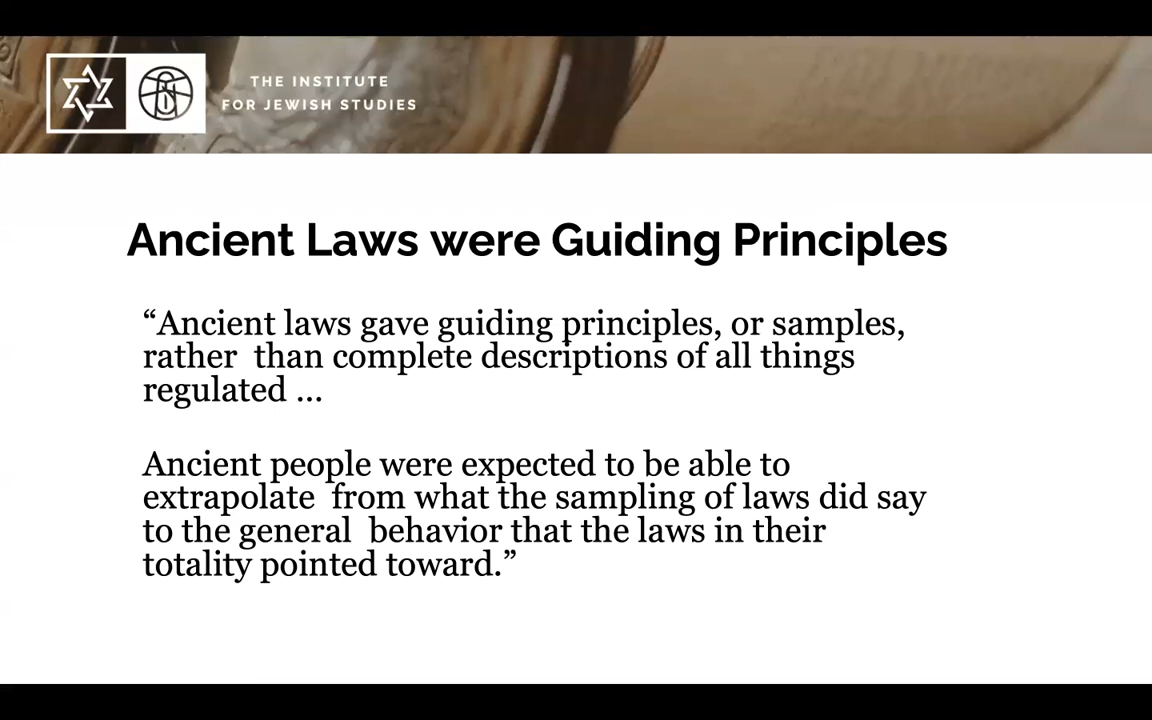 THE INSTITUTE
FOR JEWISH STUDIES
Ancient Laws were Guiding Principles
“Ancient laws gave guiding principles, or samples,
rather  than complete descriptions of all things
regulated ...
Ancient people were expected to be able to
extrapolate  from what the sampling of laws did say
to the general  behavior that the laws in their
totality pointed toward.”